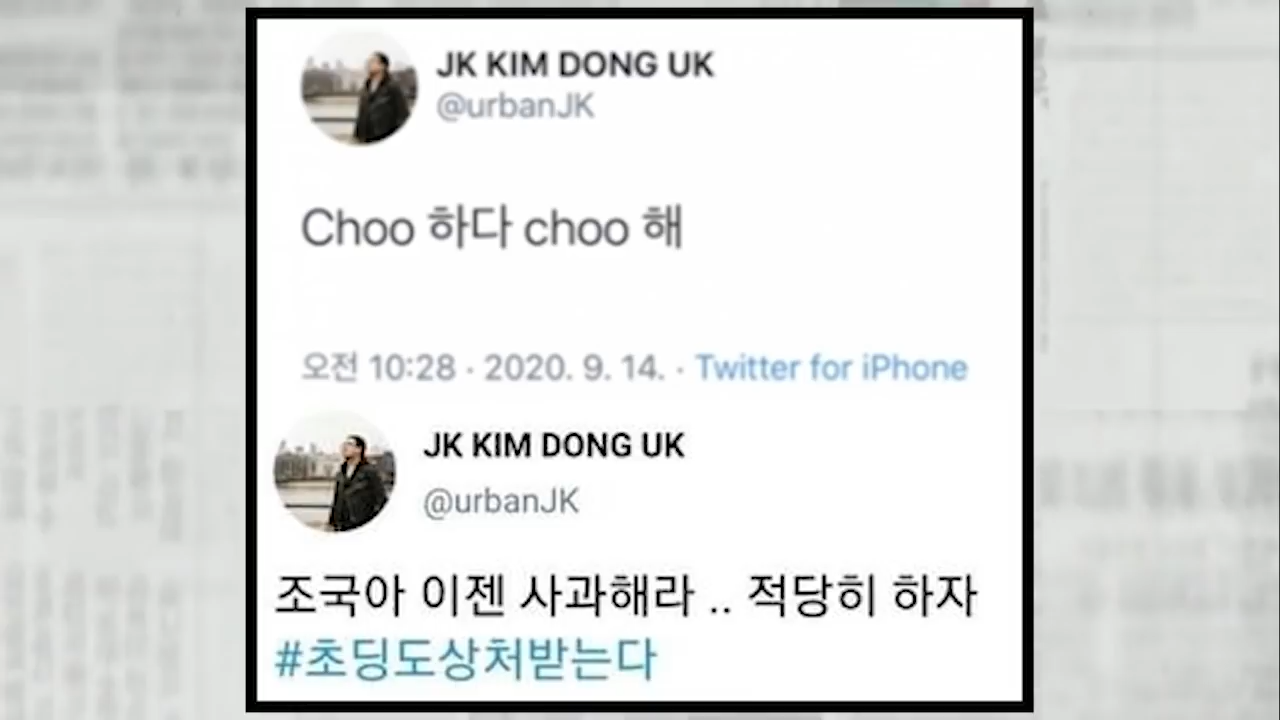 JK KIM DONG UK
@urbanJK
Choo 하다 choo 해
오전 10:28 · 2020. 9. 14. · Twitter for iPhone
JK KIM DONG UK
@urbanJK
조국아 이젠 사과해라 .. 적당히 하자
#초딩도상처받는다